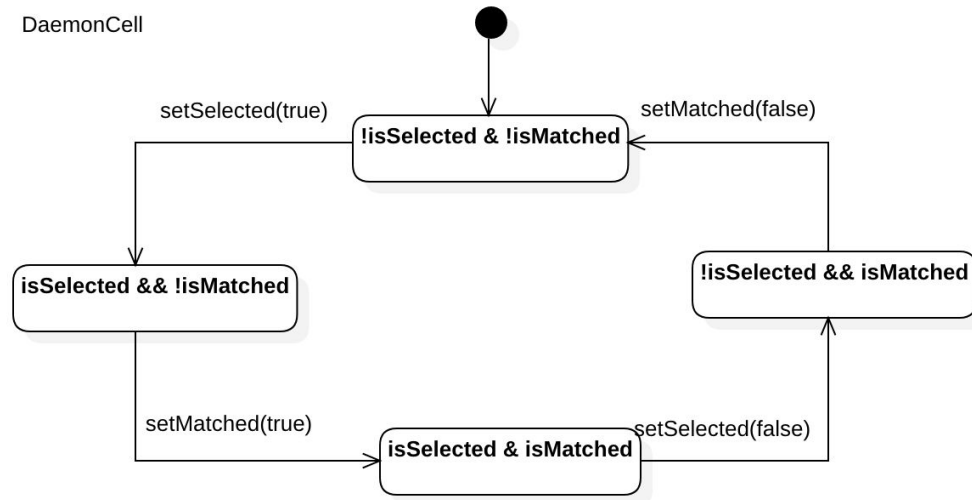 DaemonCell
setSelected(true)
setMatched(false)
!isSelected & !isMatched
isSelected && !isMatched
!isSelected && isMatched
setMatched(true)
setSelected(false)
isSelected & isMatched